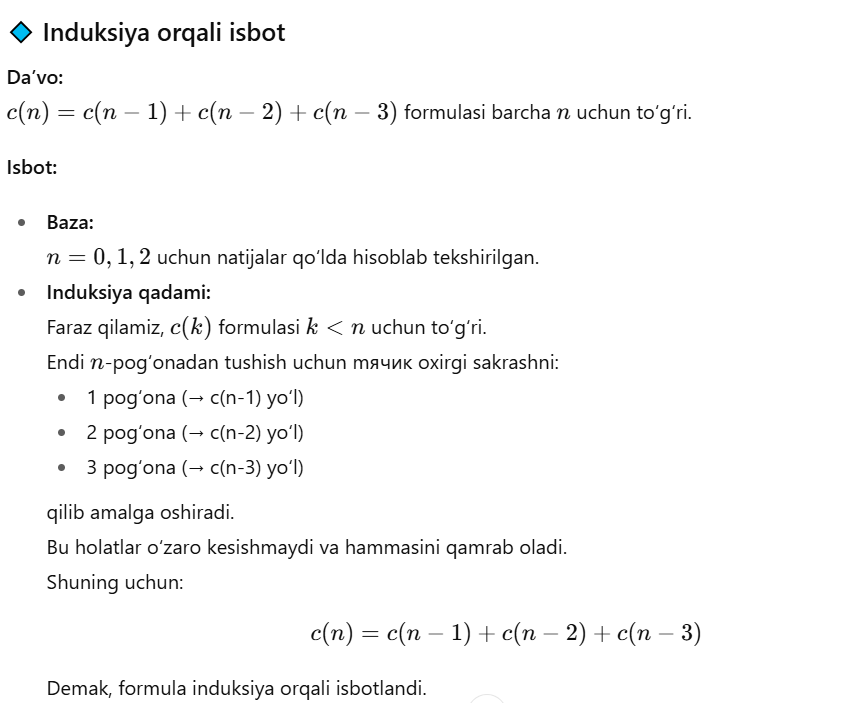 Induksiya orqali isbot
Da’vo:
c(n) = c(n − 1) + c(n − 2) + c(n − 3) formulasi barcha n uchun to‘g‘ri.
Isbot:
• Baza:
n = 0, 1, 2 uchun natijalar qo‘lda hisoblab tekshirilgan.
• Induksiya qadami:
Faraz qilamiz, c(k) formulasi k < n uchun to‘g‘ri.
Endi n-pog‘onadan tushish uchun мячик oxirgi sakrashni:
• 1 pog‘ona (→ c(n-1) yo‘l)
• 2 pog‘ona (→ c(n-2) yo‘l)
• 3 pog‘ona (→ c(n-3) yo‘l)
qilib amalga oshiradi.
Bu holatlar o‘zaro kesishmaydi va hammasini qamrab oladi.
Shuning uchun:
c(n) = c(n − 1) + c(n − 2) + c(n − 3)
Demak, formula induksiya orqali isbotlandi.